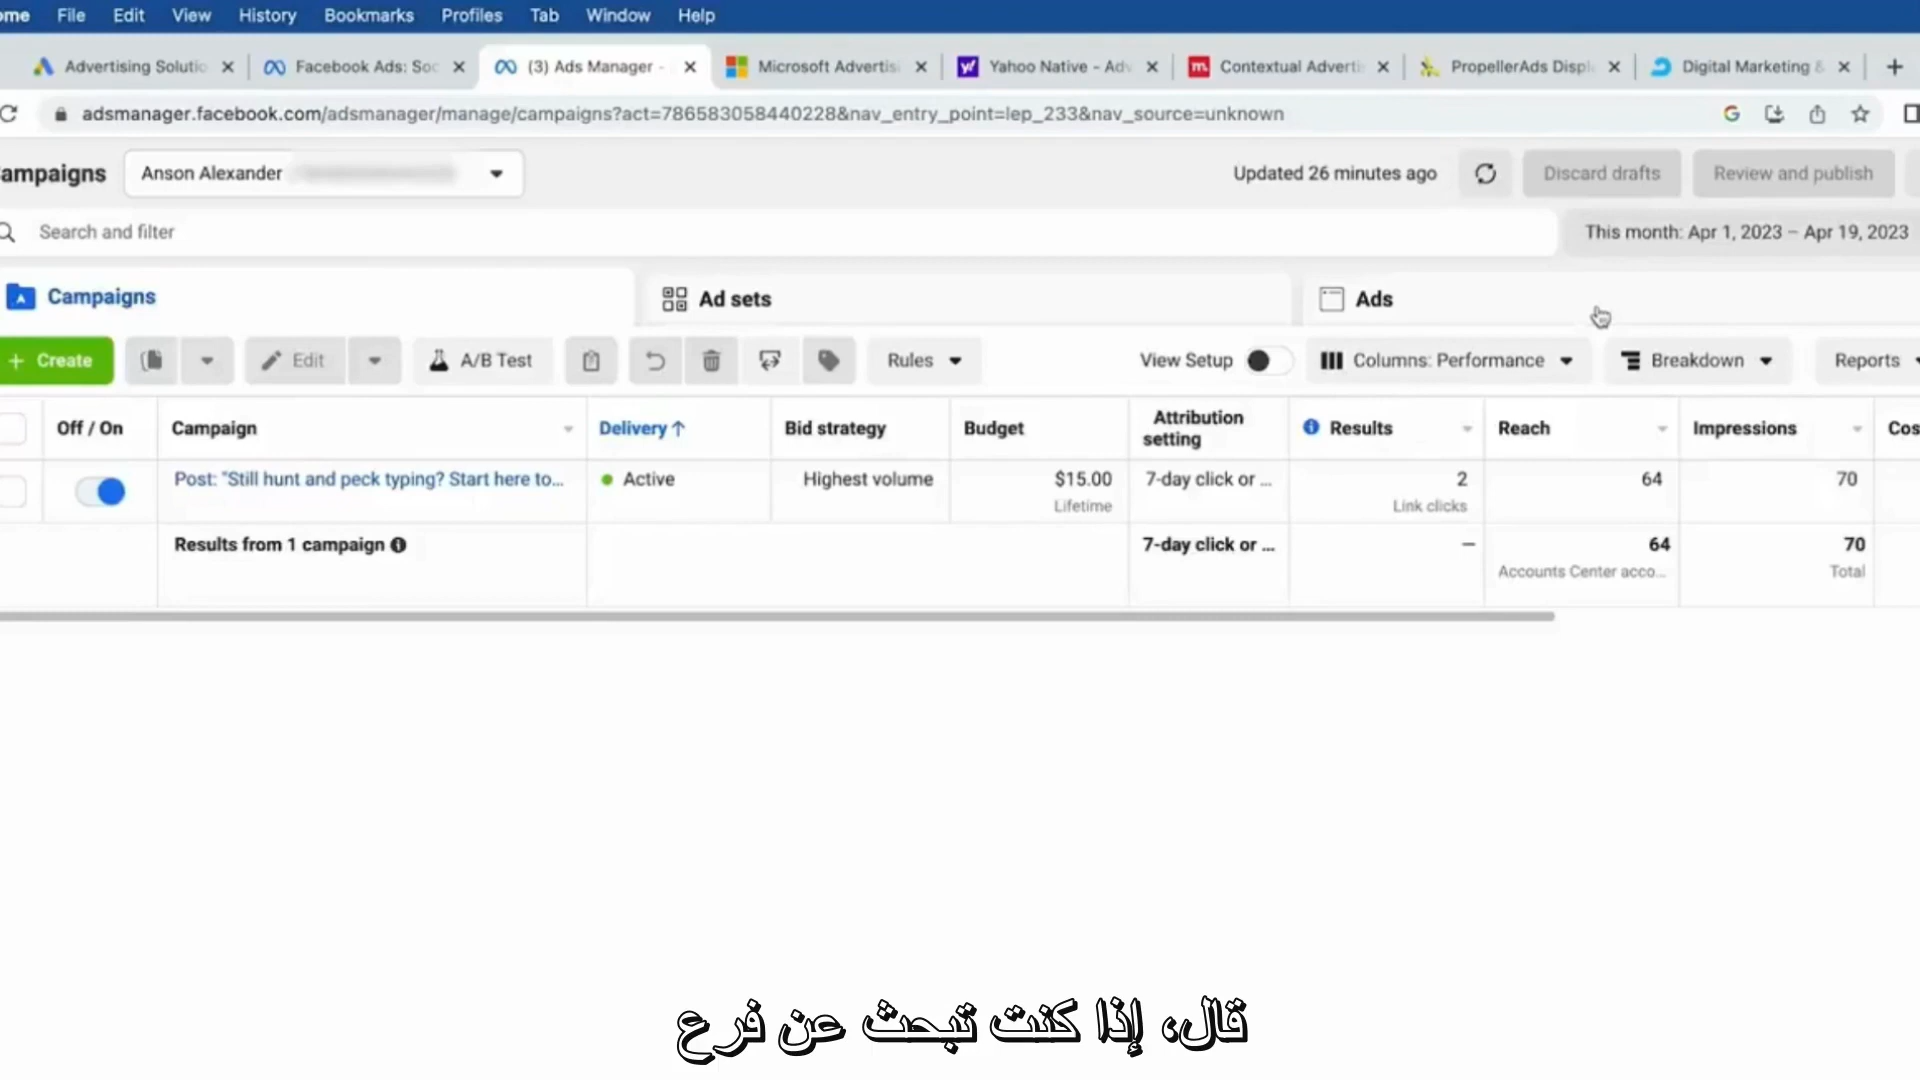 ome File Edit View History Bookmarks Profiles Tab Window Help
Advertising Solutio Facebook Ads: Soc (3) Ads Manager - Microsoft Advertisi Yahoo Native - Adv Contextual Adverti PropellerAds Displ Digital Marketing &
adsmanager.facebook.com/adsmanager/manage/campaigns?act=786583058440228&nav_entry_point=lep_233&nav_source=unknown
ampaigns Anson Alexander Updated 26 minutes ago Discard drafts Review and publish
Search and filter This month: Apr 1, 2023 – Apr 19, 2023
Campaigns Ad sets Ads
+ Create Edit A/B Test Rules View Setup Columns: Performance Breakdown Reports
Off / On Campaign Delivery ↑ Bid strategy Budget Attribution setting Results Reach Impressions Cos
Post: "Still hunt and peck typing? Start here to... Active Highest volume $15.00 7-day click or ... 2 64 70
Lifetime Link clicks
Results from 1 campaign 7-day click or ... — 64 70
Accounts Center acco... Total
قال، إذا كنت تبحث عن فرع